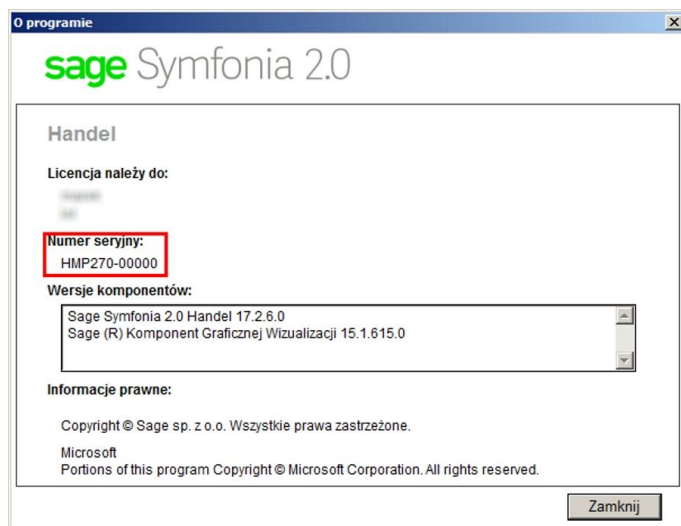 O programie
sage Symfonia 2.0
Handel
Licencja należy do:
Numer seryjny:
HMP270-00000
Wersje komponentów:
Sage Symfonia 2.0 Handel 17.2.6.0
Sage (R) Komponent Graficznej Wizualizacji 15.1.615.0
Informacje prawne:
Copyright © Sage sp. z o.o. Wszystkie prawa zastrzeżone.
Microsoft
Portions of this program Copyright © Microsoft Corporation. All rights reserved.
Zamknij